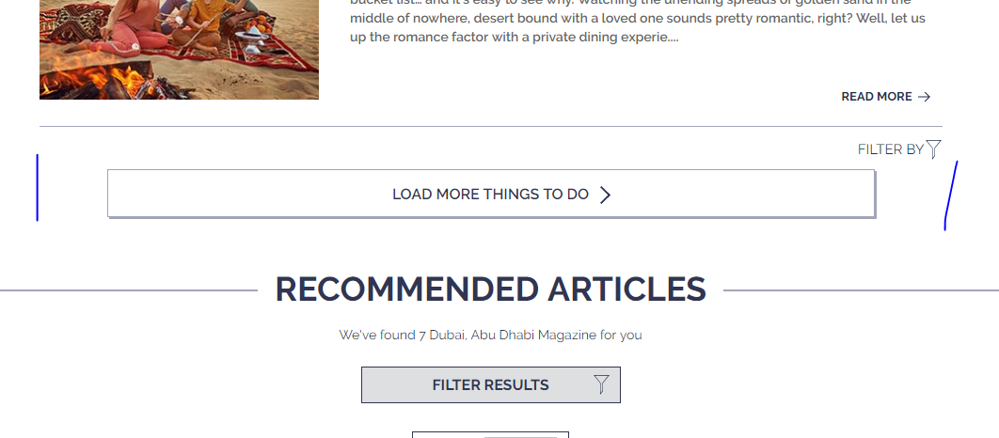 bucket list... and it's easy to see why. Watching the unending spreads of golden sand in the
middle of nowhere, desert bound with a loved one sounds pretty romantic, right? Well, let us
up the romance factor with a private dining experie....
READ MORE
FILTER BY
LOAD MORE THINGS TO DO
RECOMMENDED ARTICLES
We've found 7 Dubai, Abu Dhabi Magazine for you
FILTER RESULTS